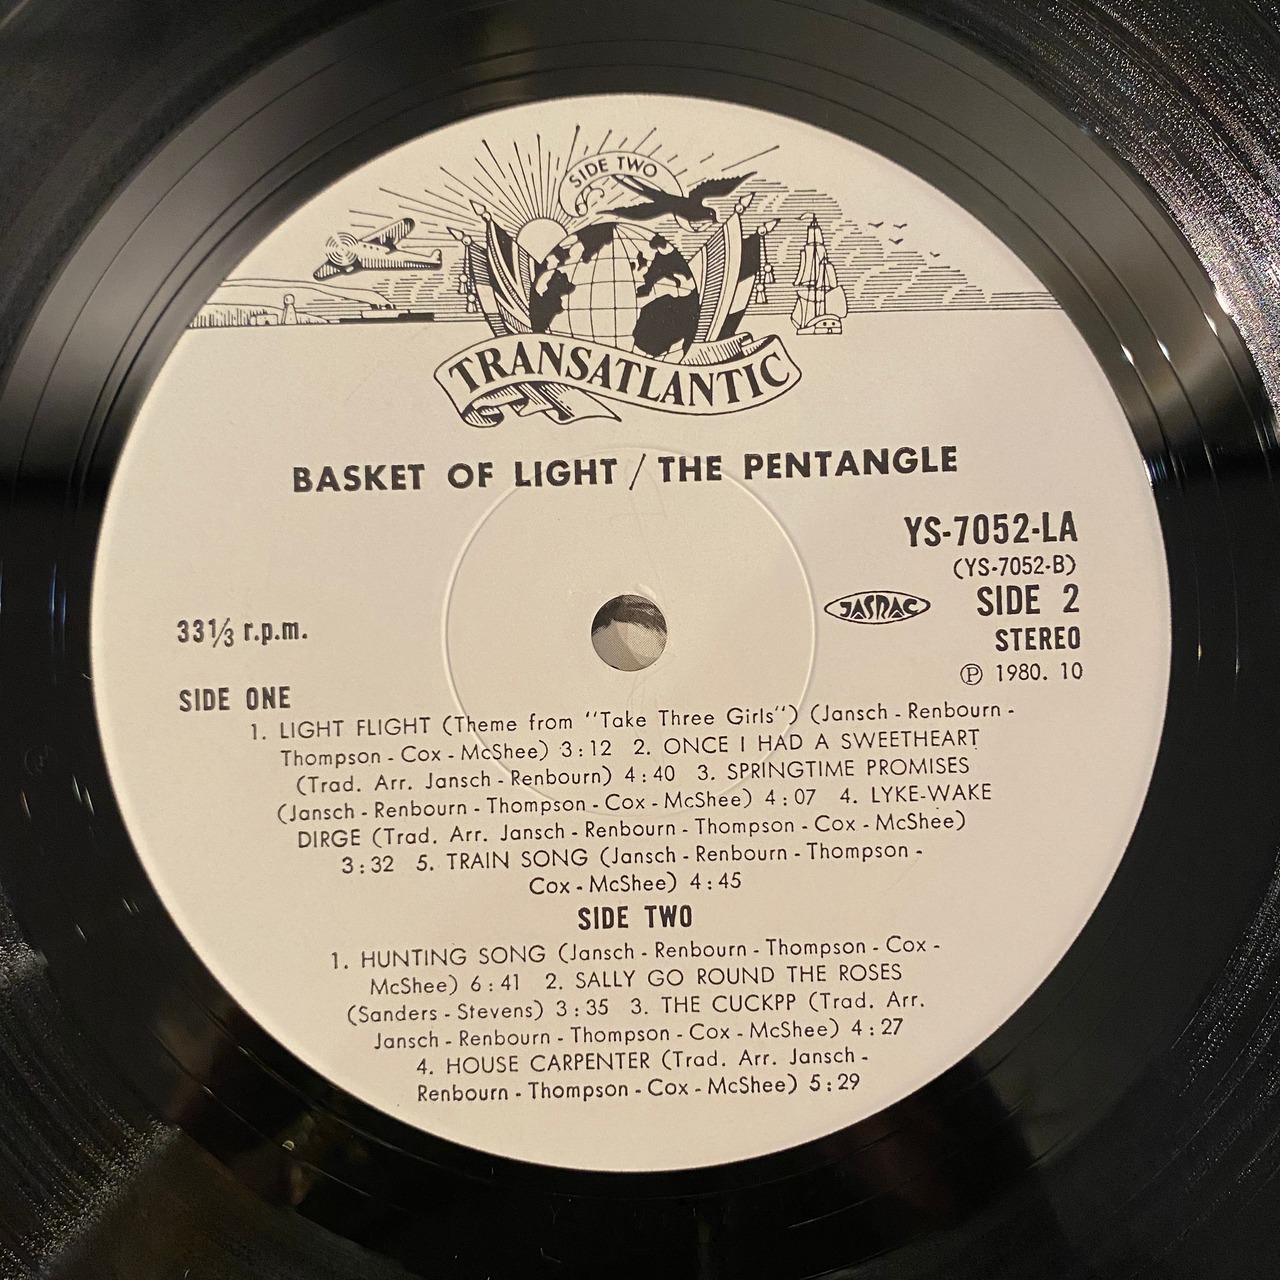 SIDE TWO
TRANSATLANTIC
BASKET OF LIGHT / THE PENTANGLE
YS-7052-LA
(YS-7052-B)
JASRAC
SIDE 2
33⅓ r.p.m.
STEREO
Ⓟ 1980. 10
SIDE ONE
1. LIGHT FLIGHT (Theme from "Take Three Girls") (Jansch - Renbourn -
Thompson - Cox - McShee) 3 : 12 2. ONCE I HAD A SWEETHEART
(Trad. Arr. Jansch - Renbourn) 4 : 40 3. SPRINGTIME PROMISES
(Jansch - Renbourn - Thompson - Cox - McShee) 4 : 07 4. LYKE-WAKE
DIRGE (Trad. Arr. Jansch - Renbourn - Thompson - Cox - McShee)
3 : 32 5. TRAIN SONG (Jansch - Renbourn - Thompson -
Cox - McShee) 4 : 45
SIDE TWO
1. HUNTING SONG (Jansch - Renbourn - Thompson - Cox -
McShee) 6 : 41 2. SALLY GO ROUND THE ROSES
(Sanders - Stevens) 3 : 35 3. THE CUCKPP (Trad. Arr.
Jansch - Renbourn - Thompson - Cox - McShee) 4 : 27
4. HOUSE CARPENTER (Trad. Arr. Jansch -
Renbourn - Thompson - Cox - McShee) 5 : 29